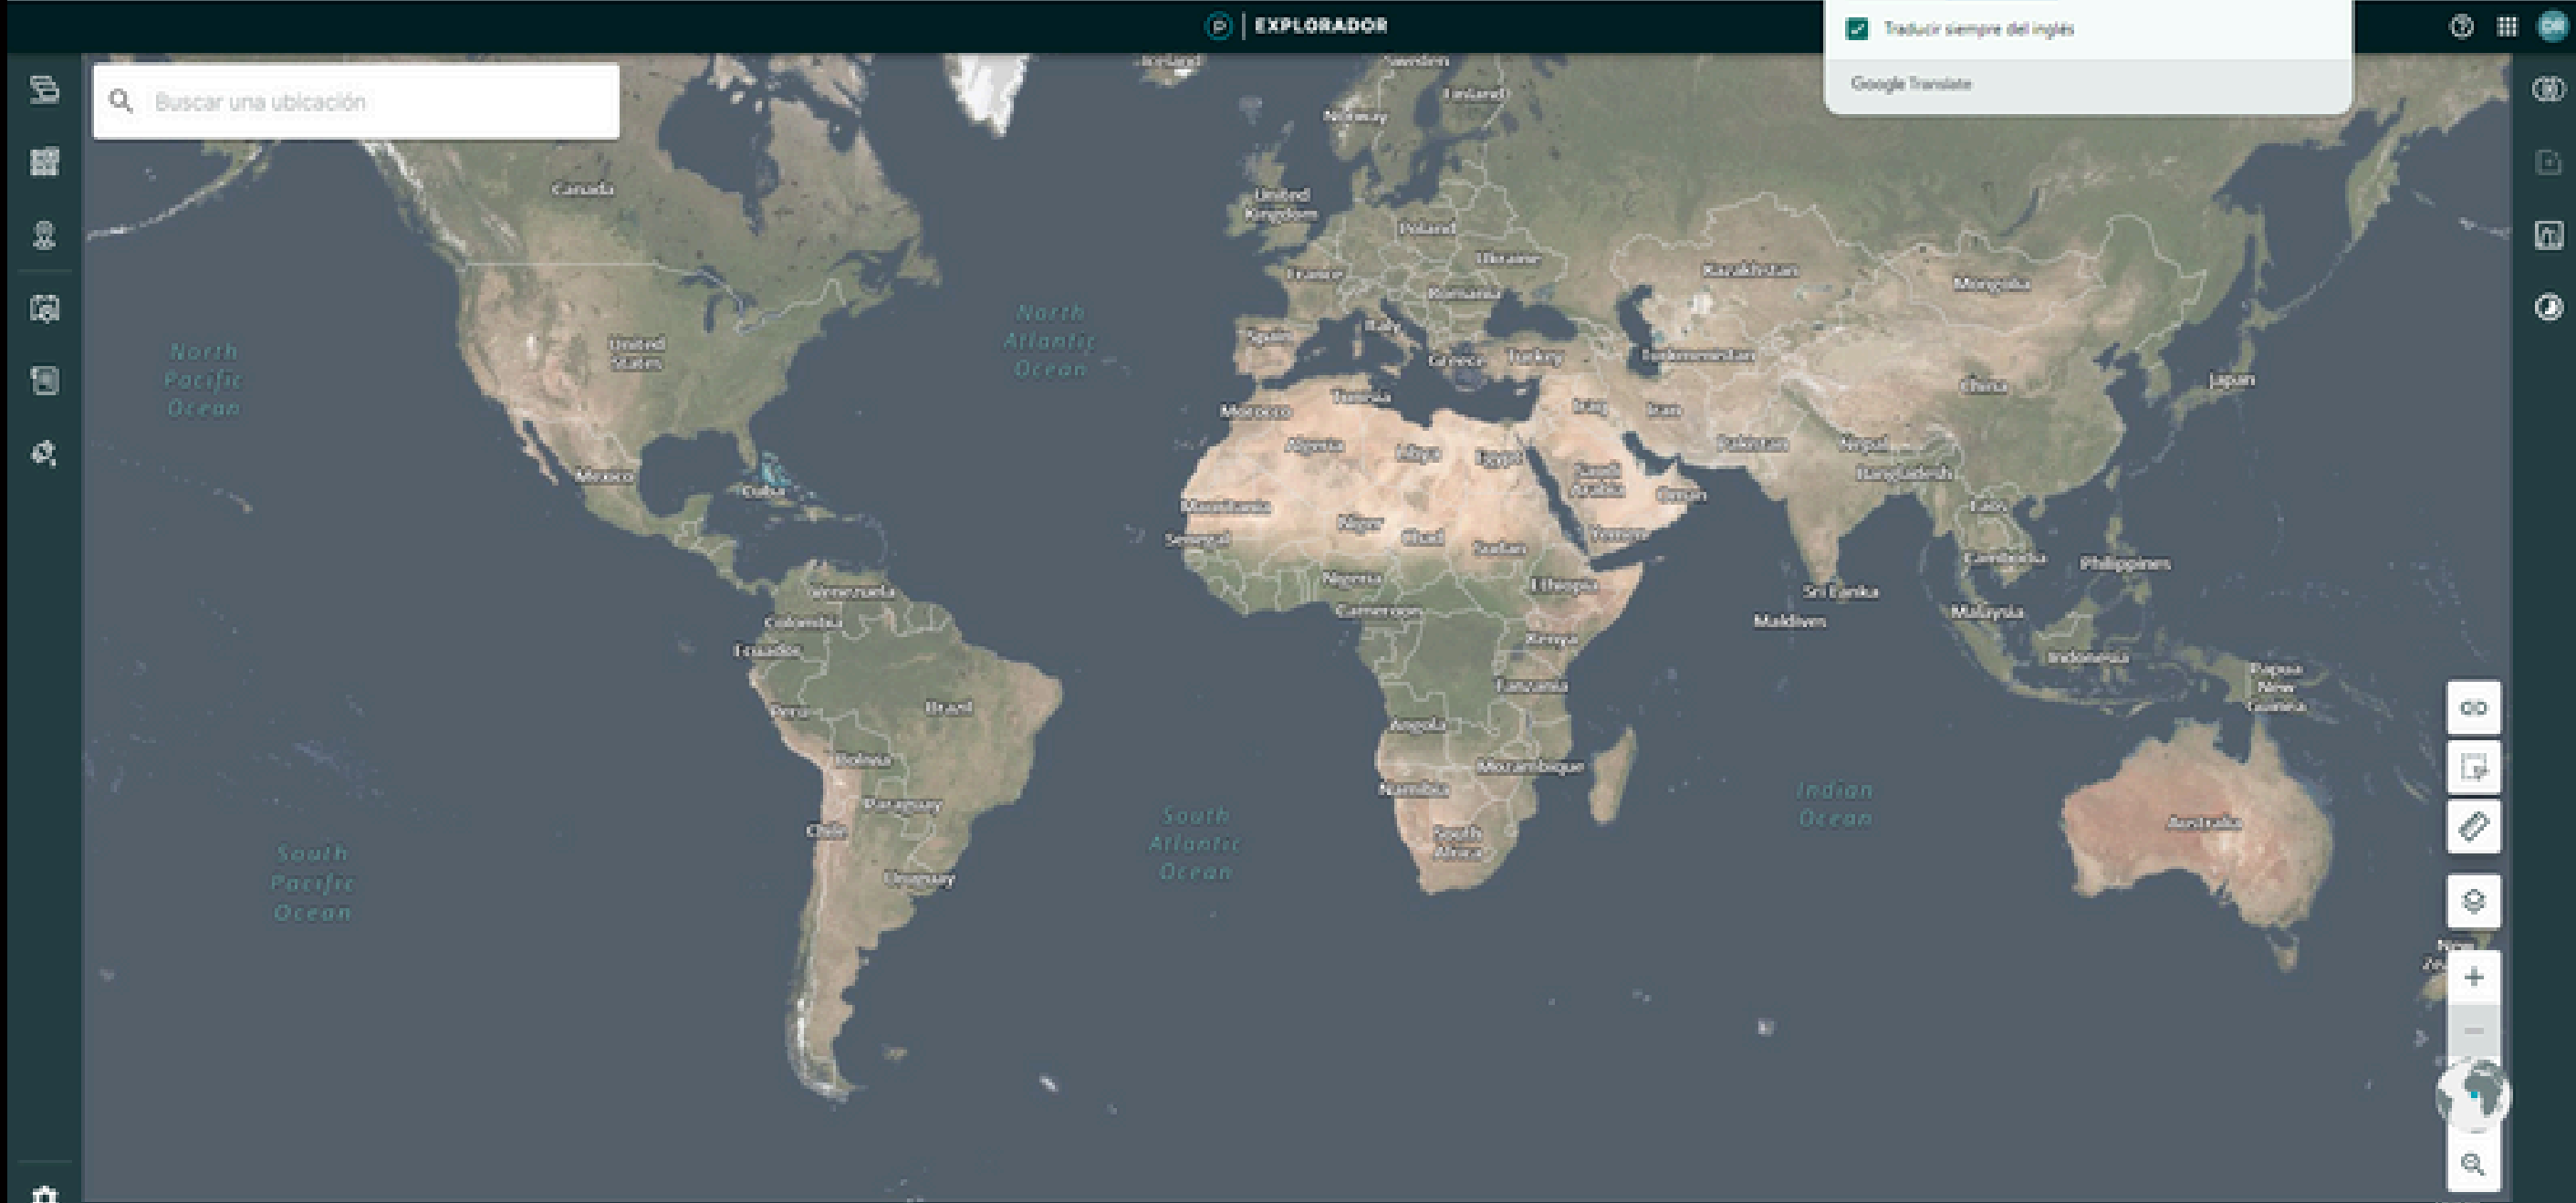 EXPLORADOR
Traducir siempre del inglés
Google Translate
Buscar una ubicación
Iceland
Sweden
Finland
Norway
Canada
United
Kingdom
Poland
Ukraine
France
Kazakhstan
Mongolia
Romania
North
Atlantic
Ocean
Italy
Spain
United
States
Greece
Turkey
Turkmenistan
North
Pacific
Ocean
Japan
China
Tunisia
Morocco
Iraq
Iran
Algeria
Libya
Egypt
Pakistan
Nepal
Bangladesh
Saudi
Arabia
Oman
Mexico
Cuba
Mauritania
Laos
Niger
Chad
Sudan
Yemen
Senegal
Cambodia
Philippines
Nigeria
Ethiopia
Venezuela
Sri Lanka
Cameroon
Malaysia
Maldives
Colombia
Kenya
Ecuador
Indonesia
Papua
New
Guinea
Tanzania
Brazil
Peru
Angola
Bolivia
Mozambique
Namibia
Indian
Ocean
Paraguay
Chile
South
Atlantic
Ocean
South
Africa
Australia
South
Pacific
Ocean
Uruguay
New